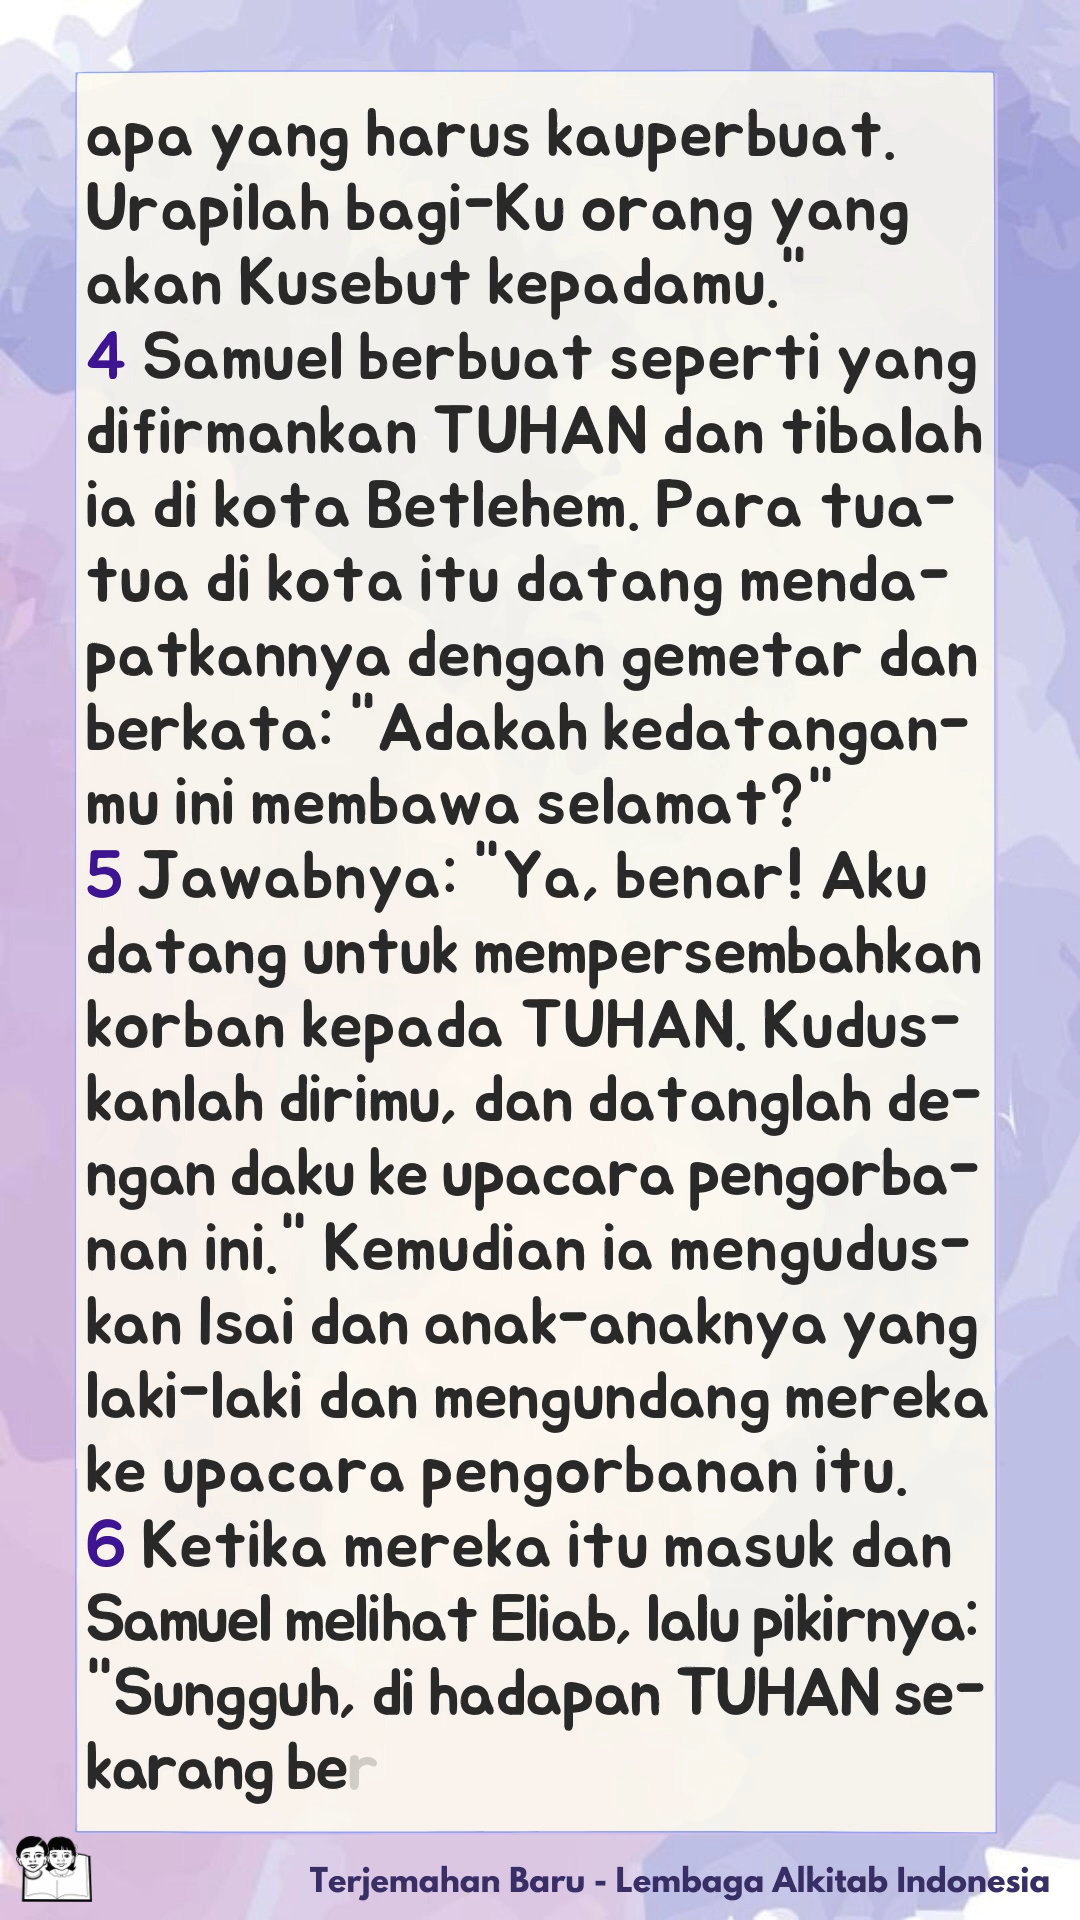 apa yang harus kauperbuat.
Urapilah bagi-Ku orang yang
akan Kusebut kepadamu."
4 Samuel berbuat seperti yang
difirmankan TUHAN dan tibalah
ia di kota Betlehem. Para tua-
tua di kota itu datang menda-
patkannya dengan gemetar dan
berkata: "Adakah kedatangan-
mu ini membawa selamat?"
5 Jawabnya: "Ya, benar! Aku
datang untuk mempersembahkan
korban kepada TUHAN. Kudus-
kanlah dirimu, dan datanglah de-
ngan daku ke upacara pengorba-
nan ini." Kemudian ia mengudus-
kan Isai dan anak-anaknya yang
laki-laki dan mengundang mereka
ke upacara pengorbanan itu.
6 Ketika mereka itu masuk dan
Samuel melihat Eliab, lalu pikirnya:
"Sungguh, di hadapan TUHAN se-
karang ber
Terjemahan Baru - Lembaga Alkitab Indonesia